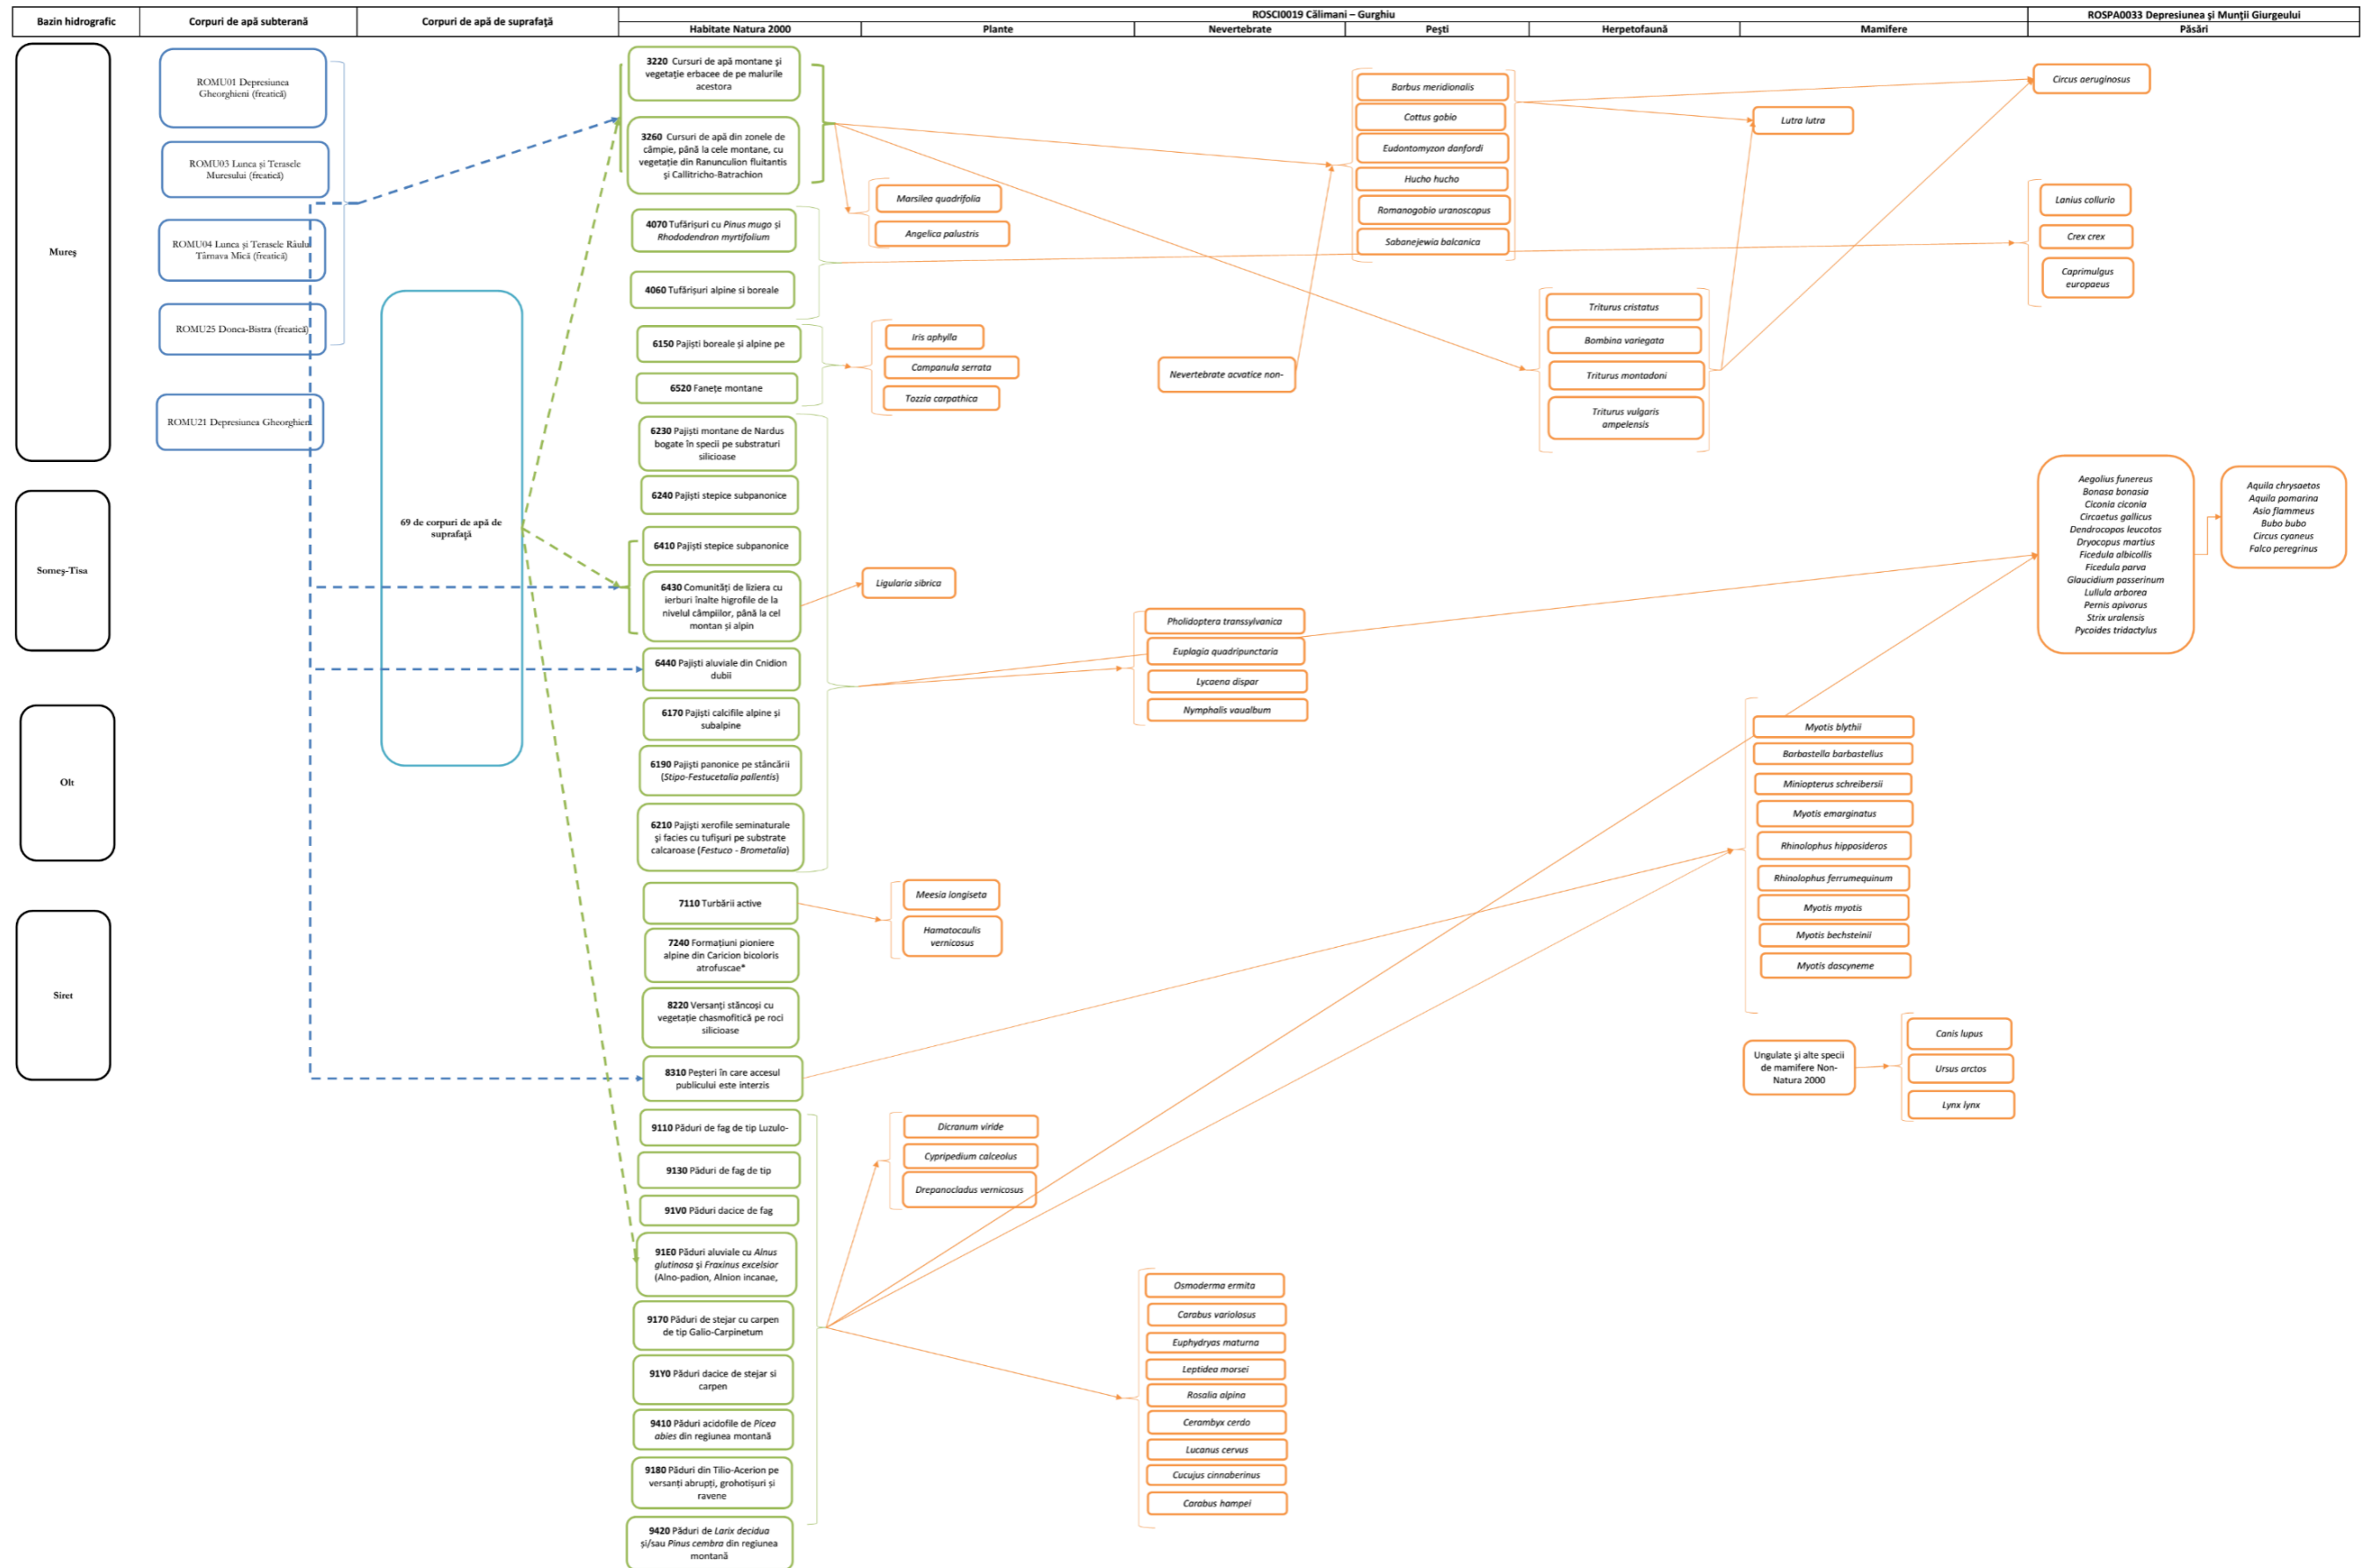 Bazin hidrografic
Corpuri de apă subterană
Corpuri de apă de suprafață
ROSCI0019 Călimani – Gurghiu
ROSPA0033 Depresiunea și Munții Giurgeului
Habitate Natura 2000
Plante
Nevertebrate
Pești
Herpetofaună
Mamifere
Păsări
Mureș
Someș-Tisa
Olt
Siret
ROMU01 Depresiunea
Gheorghieni (freatică)
ROMU03 Lunca și Terasele
Muresului (freatică)
ROMU04 Lunca și Terasele Râului
Târnava Mică (freatică)
ROMU25 Donca-Bistra (freatică)
ROMU21 Depresiunea Gheorghieni
69 de corpuri de apă de
suprafață
3220 Cursuri de apă montane și
vegetație erbacee de pe malurile
acestora
3260 Cursuri de apă din zonele de
câmpie, până la cele montane, cu
vegetație din Ranunculion fluitantis
și Callitricho-Batrachion
4070 Tufărișuri cu Pinus mugo și
Rhododendron myrtifolium
4060 Tufărișuri alpine si boreale
6150 Pajiști boreale și alpine pe
6520 Fanețe montane
6230 Pajiști montane de Nardus
bogate în specii pe substraturi
silicioase
6240 Pajiști stepice subpanonice
6410 Pajiști stepice subpanonice
6430 Comunități de liziera cu
ierburi înalte higrofile de la
nivelul câmpiilor, până la cel
montan și alpin
6440 Pajiști aluviale din Cnidion
dubii
6170 Pajiști calcifile alpine și
subalpine
6190 Pajiști panonice pe stâncării
(Stipo-Festucetalia pallentis)
6210 Pajiști xerofile seminaturale
și facies cu tufișuri pe substrate
calcaroase (Festuco - Brometalia)
7110 Turbării active
7240 Formațiuni pioniere
alpine din Caricion bicoloris
atrofuscae*
8220 Versanți stâncoși cu
vegetație chasmofitică pe roci
silicioase
8310 Peșteri în care accesul
publicului este interzis
9110 Păduri de fag de tip Luzulo-
9130 Păduri de fag de tip
91V0 Păduri dacice de fag
91E0 Păduri aluviale cu Alnus
glutinosa și Fraxinus excelsior
(Alno-padion, Alnion incanae,
9170 Păduri de stejar cu carpen
de tip Galio-Carpinetum
91Y0 Păduri dacice de stejar si
carpen
9410 Păduri acidofile de Picea
abies din regiunea montană
9180 Păduri din Tilio-Acerion pe
versanți abrupți, grohotișuri și
ravene
9420 Păduri de Larix decidua
și/sau Pinus cembra din regiunea
montană
Marsilea quadrifolia
Angelica palustris
Iris aphylla
Campanula serrata
Tozzia carpathica
Ligularia sibrica
Meesia longiseta
Hamatocaulis
vernicosus
Dicranum viride
Cypripedium calceolus
Drepanocladus vernicosus
Nevertebrate acvatice non-
Pholidoptera transsylvanica
Euplagia quadripunctaria
Lycaena dispar
Nymphalis vaualbum
Osmoderma ermita
Carabus variolosus
Euphydryas maturna
Leptidea morsei
Rosalia alpina
Cerambyx cerdo
Lucanus cervus
Cucujus cinnaberinus
Carabus hampei
Barbus meridionalis
Cottus gobio
Eudontomyzon danfordi
Hucho hucho
Romanogobio uranoscopus
Sabanejewia balcanica
Triturus cristatus
Bombina variegata
Triturus montadoni
Triturus vulgaris
ampelensis
Lutra lutra
Myotis blythii
Barbastella barbastellus
Miniopterus schreibersii
Myotis emarginatus
Rhinolophus hipposideros
Rhinolophus ferrumequinum
Myotis myotis
Myotis bechsteinii
Myotis dascyneme
Ungulate și alte specii
de mamifere Non-
Natura 2000
Canis lupus
Ursus arctos
Lynx lynx
Circus aeruginosus
Lanius collurio
Crex crex
Caprimulgus
europaeus
Aegolius funereus
Bonasa bonasia
Ciconia ciconia
Circaetus gallicus
Dendrocopos leucotos
Dryocopus martius
Ficedula albicollis
Ficedula parva
Glaucidium passerinum
Lullula arborea
Pernis apivorus
Strix uralensis
Pycoides tridactylus
Aquila chrysaetos
Aquila pomarina
Asio flammeus
Bubo bubo
Circus cyaneus
Falco peregrinus